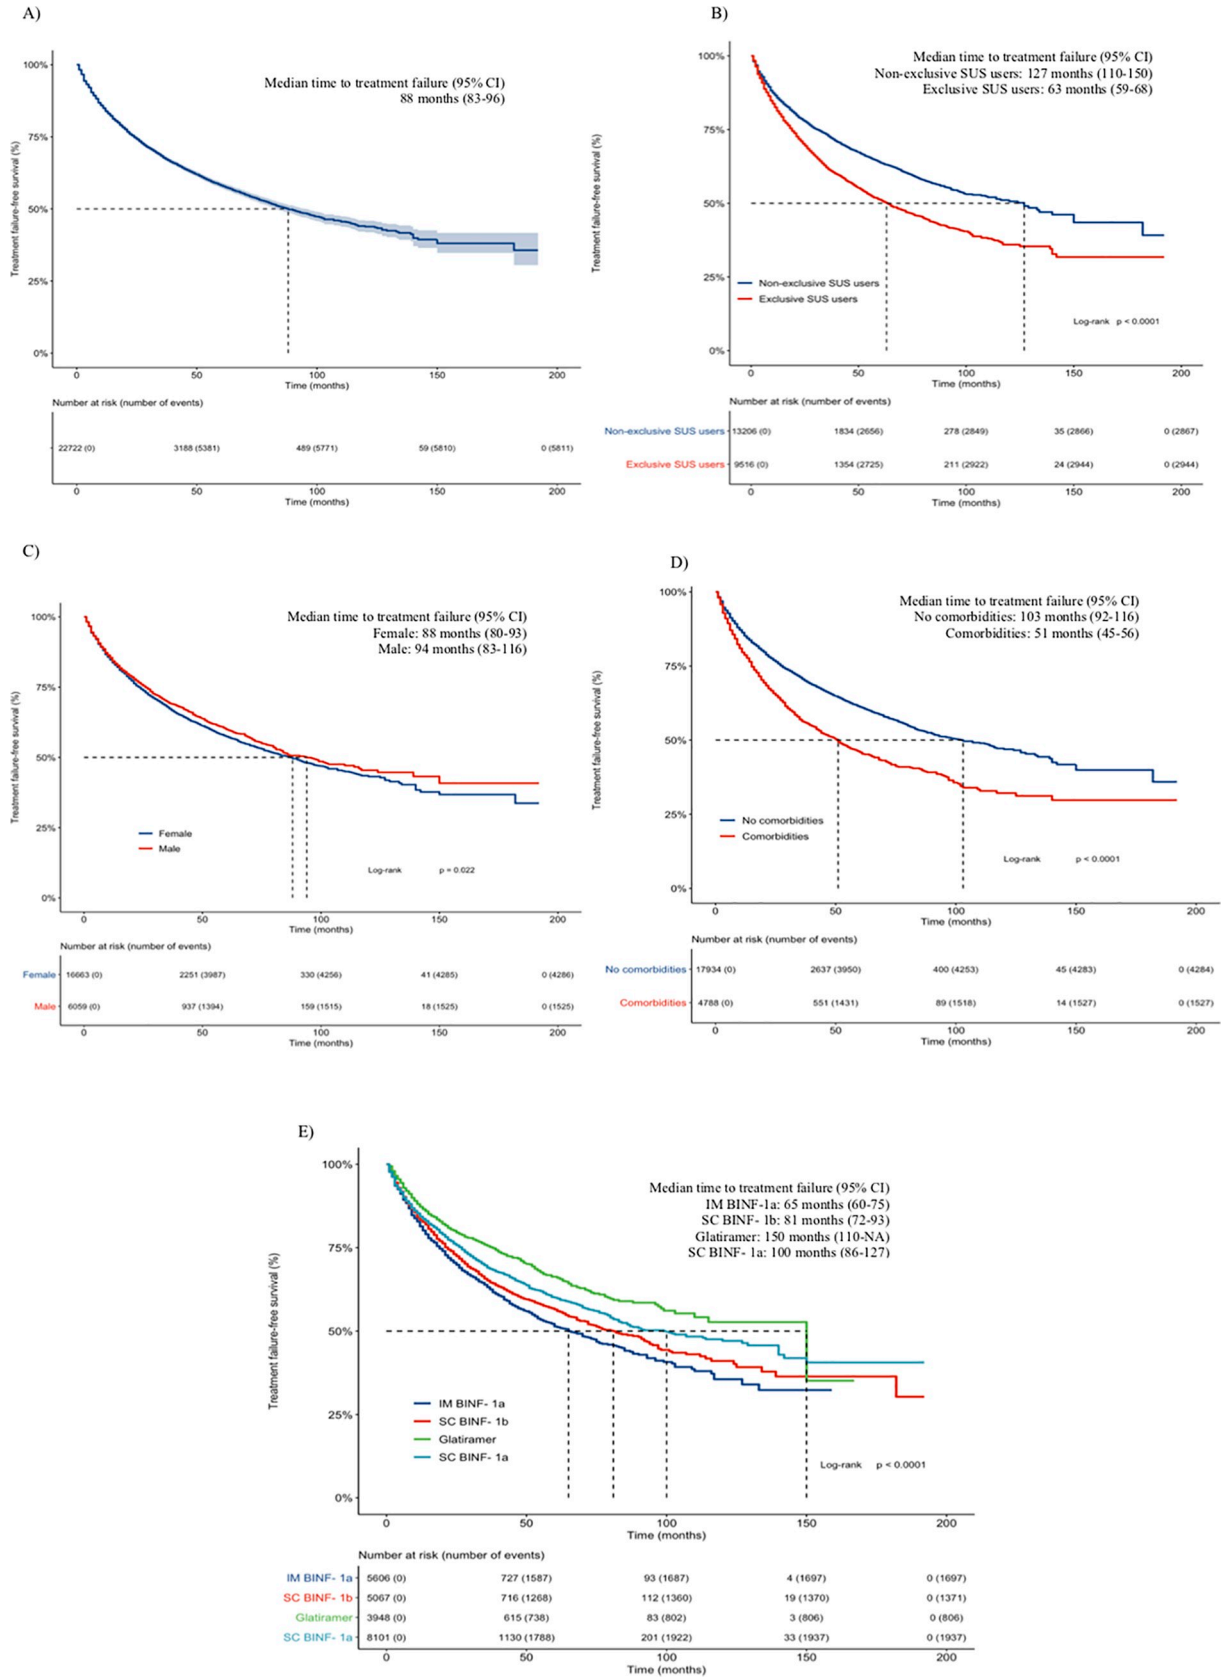 A)
Median time to treatment failure (95% CI)
88 months (83-96)
Treatment failure-free survival (%)
100%
75%
50%
25%
0%
0 50 100 150 200
Time (months)
Number at risk (number of events)
22722 (0) 3188 (5381) 489 (5771) 59 (5810) 0 (5811)
0 50 100 150 200
Time (months)
B)
Median time to treatment failure (95% CI)
Non-exclusive SUS users: 127 months (110-150)
Exclusive SUS users: 63 months (59-68)
Treatment failure-free survival (%)
100%
75%
50%
25%
0%
Non-exclusive SUS users
Exclusive SUS users
Log-rank p < 0.0001
0 50 100 150 200
Time (months)
Number at risk (number of events)
Non-exclusive SUS users 13206 (0) 1834 (2656) 278 (2849) 35 (2866) 0 (2867)
Exclusive SUS users 9516 (0) 1354 (2725) 211 (2922) 24 (2944) 0 (2944)
0 50 100 150 200
Time (months)
C)
Median time to treatment failure (95% CI)
Female: 88 months (80-93)
Male: 94 months (83-116)
Treatment failure-free survival (%)
100%
75%
50%
25%
0%
Female
Male
Log-rank p = 0.022
0 50 100 150 200
Time (months)
Number at risk (number of events)
Female 16663 (0) 2251 (3987) 330 (4256) 41 (4285) 0 (4286)
Male 6059 (0) 937 (1394) 159 (1515) 18 (1525) 0 (1525)
0 50 100 150 200
Time (months)
D)
Median time to treatment failure (95% CI)
No comorbidities: 103 months (92-116)
Comorbidities: 51 months (45-56)
Treatment failure-free survival (%)
100%
75%
50%
25%
0%
No comorbidities
Comorbidities
Log-rank p < 0.0001
0 50 100 150 200
Time (months)
Number at risk (number of events)
No comorbidities 17934 (0) 2637 (3950) 400 (4253) 45 (4283) 0 (4284)
Comorbidities 4788 (0) 551 (1431) 89 (1518) 14 (1527) 0 (1527)
0 50 100 150 200
Time (months)
E)
Median time to treatment failure (95% CI)
IM BINF-1a: 65 months (60-75)
SC BINF- 1b: 81 months (72-93)
Glatiramer: 150 months (110-NA)
SC BINF- 1a: 100 months (86-127)
Treatment failure-free survival (%)
100%
75%
50%
25%
0%
IM BINF- 1a
SC BINF- 1b
Glatiramer
SC BINF- 1a
Log-rank p < 0.0001
0 50 100 150 200
Time (months)
Number at risk (number of events)
IM BINF- 1a 5606 (0) 727 (1587) 93 (1687) 4 (1697) 0 (1697)
SC BINF- 1b 5067 (0) 716 (1268) 112 (1360) 19 (1370) 0 (1371)
Glatiramer 3948 (0) 615 (738) 83 (802) 3 (806) 0 (806)
SC BINF- 1a 8101 (0) 1130 (1788) 201 (1922) 33 (1937) 0 (1937)
0 50 100 150 200
Time (months)